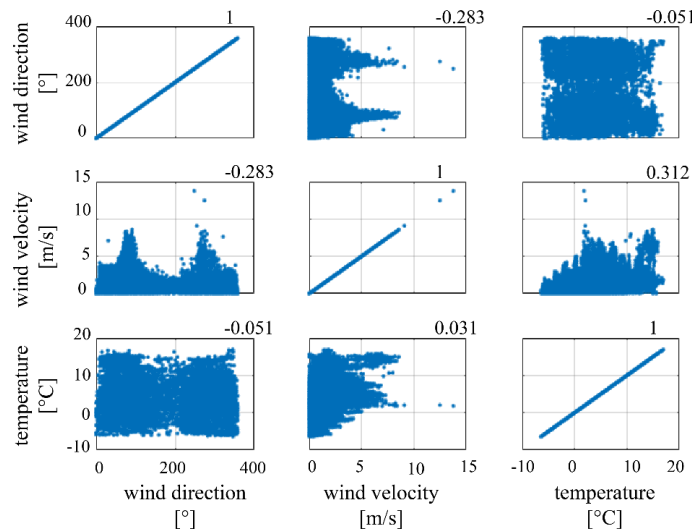 1
-0.283
-0.051
400
200
0
wind direction
[°]
-0.283
1
0.312
15
10
5
0
wind velocity
[m/s]
-0.051
0.031
1
20
10
0
-10
temperature
[°C]
0 200 400
0 5 10 15
-10 0 10 20
wind direction
[°]
wind velocity
[m/s]
temperature
[°C]